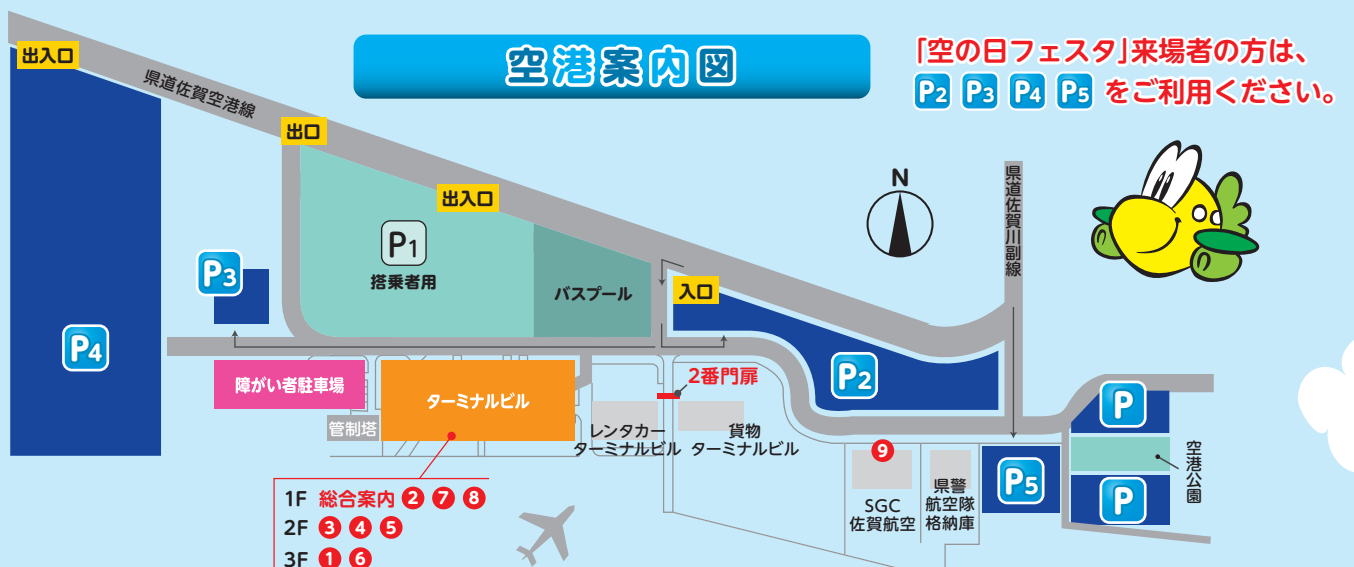 空港案内図
「空の日フェスタ」来場者の方は、
P2 P3 P4 P5 をご利用ください。
出入口
県道佐賀空港線
出口
出入口
P1
搭乗者用
バスプール
入口
N
県道佐賀川副線
P3
P4
P2
障がい者駐車場
ターミナルビル
管制塔
2番門扉
レンタカー
ターミナルビル
貨物
ターミナルビル
9
SGC
佐賀航空
県警
航空隊
格納庫
P5
P
P
空港公園
1F 総合案内 2 7 8
2F 3 4 5
3F 1 6